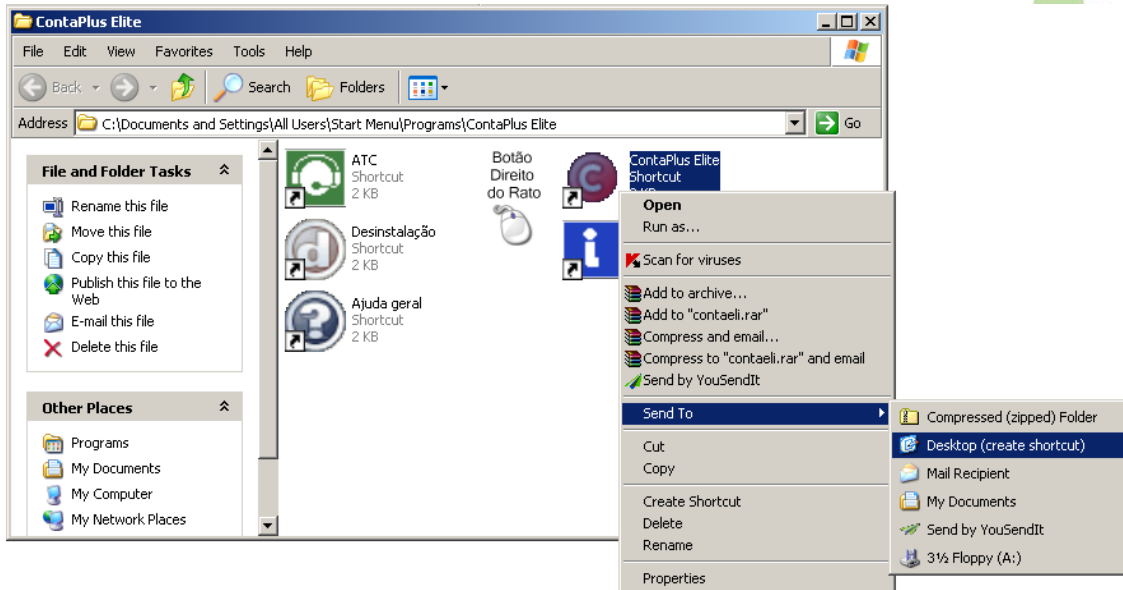 ContaPlus Elite
File Edit View Favorites Tools Help
Back Search Folders
Address C:\Documents and Settings\All Users\Start Menu\Programs\ContaPlus Elite Go
File and Folder Tasks
Rename this file
Move this file
Copy this file
Publish this file to the
Web
E-mail this file
Delete this file
Other Places
Programs
My Documents
My Computer
My Network Places
ATC
Shortcut
2 KB
Desinstalação
Shortcut
2 KB
Ajuda geral
Shortcut
2 KB
Botão
Direito
do Rato
ContaPlus Elite
Shortcut
2 KB
Open
Run as...
Scan for viruses
Add to archive...
Add to "contaeli.rar"
Compress and email...
Compress to "contaeli.rar" and email
Send by YouSendIt
Send To
Cut
Copy
Create Shortcut
Delete
Rename
Properties
Compressed (zipped) Folder
Desktop (create shortcut)
Mail Recipient
My Documents
Send by YouSendIt
3½ Floppy (A:)